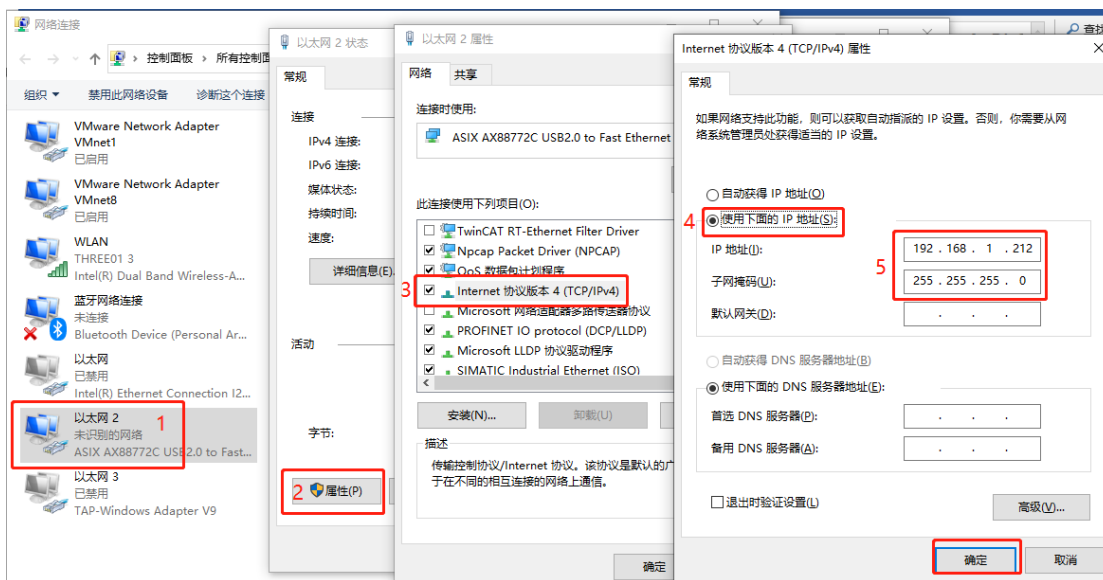 网络连接
控制面板
所有控制
组织
禁用此网络设备
诊断这个连接
VMware Network Adapter
VMnet1
已启用
VMware Network Adapter
VMnet8
已启用
WLAN
THREE01 3
Intel(R) Dual Band Wireless-A...
蓝牙网络连接
未连接
Bluetooth Device (Personal Ar...
以太网
已禁用
Intel(R) Ethernet Connection I2...
以太网 2
1
未识别的网络
ASIX AX88772C USB2.0 to Fast...
以太网 3
已禁用
TAP-Windows Adapter V9
以太网 2 状态
常规
连接
IPv4 连接:
IPv6 连接:
媒体状态:
持续时间:
速度:
详细信息(E)
活动
字节:
2
属性(P)
以太网 2 属性
网络
共享
连接时使用:
ASIX AX88772C USB2.0 to Fast Ethernet
此连接使用下列项目(O):
TwinCAT RT-Ethernet Filter Driver
Npcap Packet Driver (NPCAP)
QoS 数据包计划程序
3
Internet 协议版本 4 (TCP/IPv4)
Microsoft 网络适配器多路传送器协议
PROFINET IO protocol (DCP/LLDP)
Microsoft LLDP 协议驱动程序
SIMATIC Industrial Ethernet (ISO)
安装(N)...
卸载(U)
描述
传输控制协议/Internet 协议。该协议是默认的广
于在不同的相互连接的网络上通信。
确定
查找
Internet 协议版本 4 (TCP/IPv4) 属性
常规
如果网络支持此功能，则可以获取自动指派的 IP 设置。否则，你需要从网
络系统管理员处获得适当的 IP 设置。
自动获得 IP 地址(O)
4
使用下面的 IP 地址(S):
IP 地址(I):
192 . 168 . 1 . 212
5
子网掩码(U):
255 . 255 . 255 . 0
默认网关(D):
自动获得 DNS 服务器地址(B)
使用下面的 DNS 服务器地址(E):
首选 DNS 服务器(P):
备用 DNS 服务器(A):
退出时验证设置(L)
高级(V)...
确定
取消